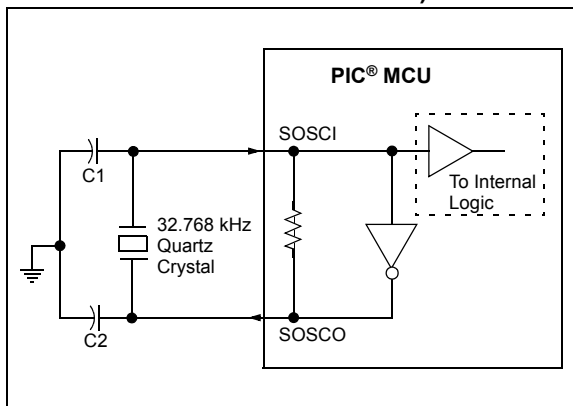 PIC® MCU
SOSCI
C1
To Internal
Logic
32.768 kHz
Quartz
Crystal
SOSCO
C2